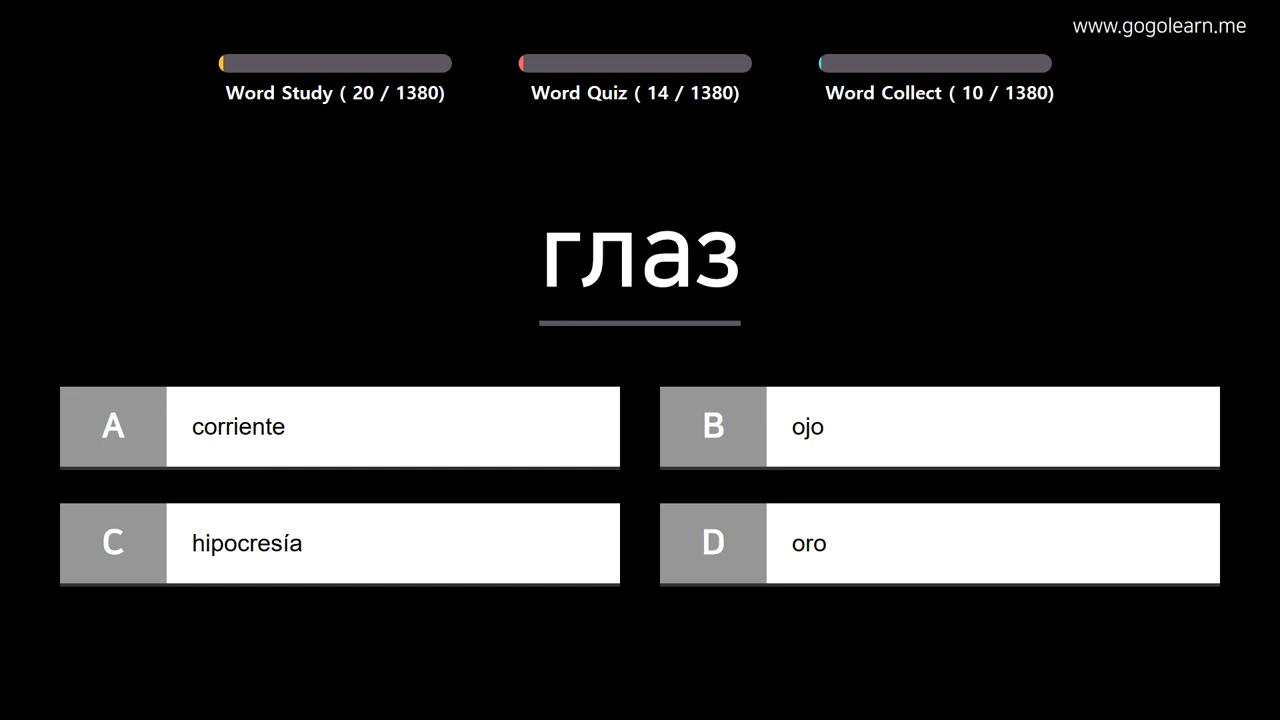 www.gogolearn.me
Word Study ( 20 / 1380)
Word Quiz ( 14 / 1380)
Word Collect ( 10 / 1380)
глаз
A corriente
B ojo
C hipocresía
D oro